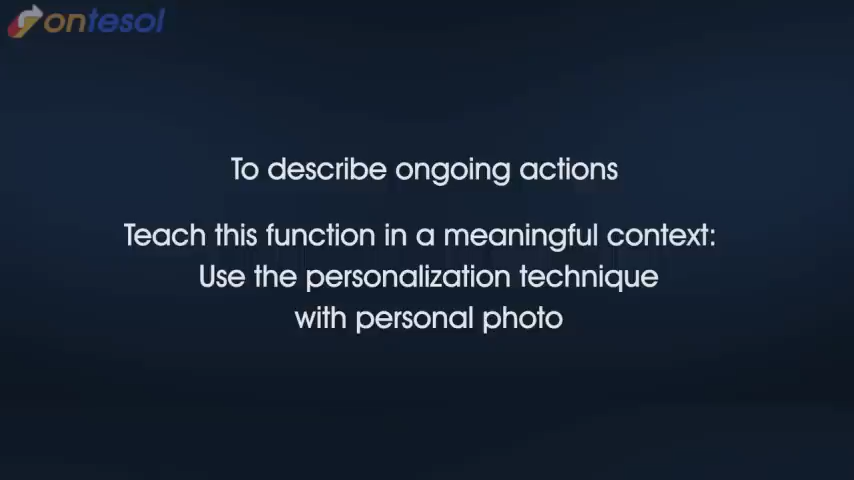 ontesol
To describe ongoing actions
Teach this function in a meaningful context:
Use the personalization technique
with personal photo